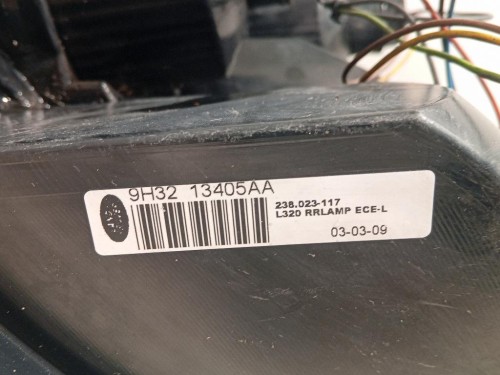 9H32 13405AA
238.023-117
L320 RRLAMP ECE-L
03-03-09